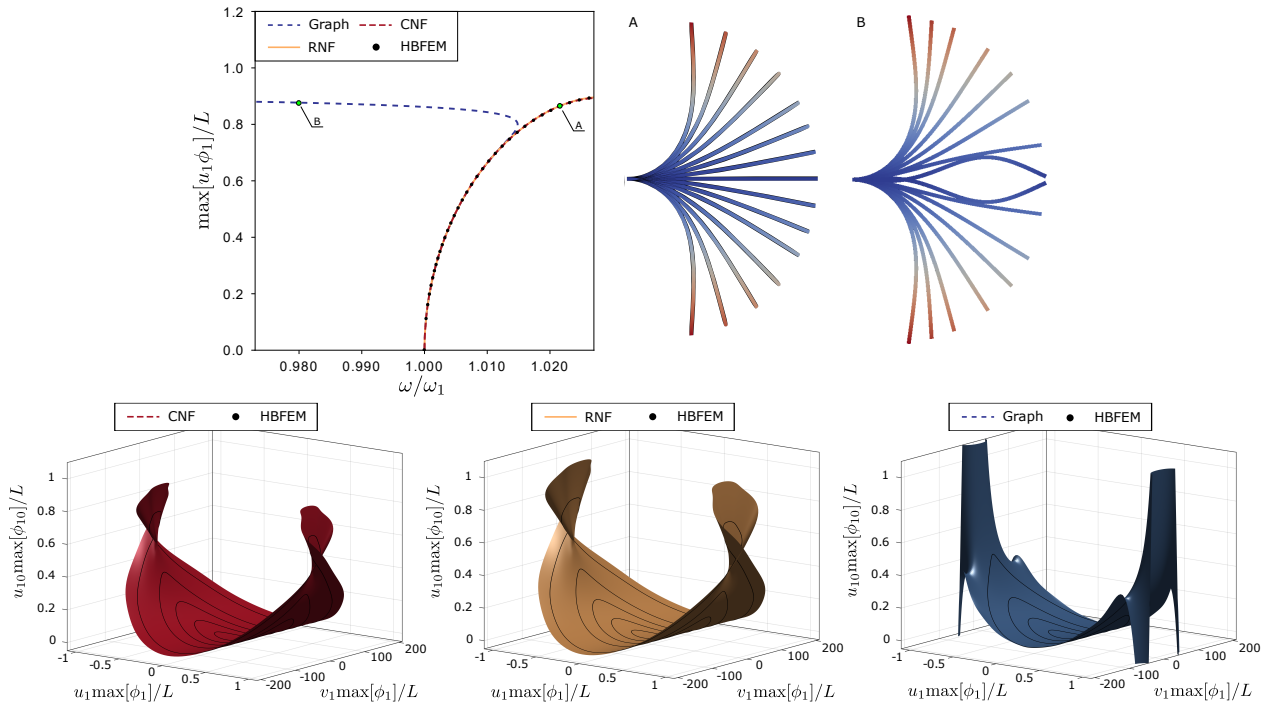 Graph CNF
RNF HBFEM
max[u₁ϕ₁]/L
1.2
1.0
0.8
0.6
0.4
0.2
0.0
0.980 0.990 1.000 1.010 1.020
ω/ω₁
B
A
A
B
CNF HBFEM
u₁₀max[ϕ₁₀]/L
1
0.8
0.6
0.4
0.2
0
-1 -0.5 0 0.5 1
u₁max[ϕ₁]/L
-200 -100 0 100 200
v₁max[ϕ₁]/L
RNF HBFEM
u₁₀max[ϕ₁₀]/L
1
0.8
0.6
0.4
0.2
0
-1 -0.5 0 0.5 1
u₁max[ϕ₁]/L
-200 -100 0 100 200
v₁max[ϕ₁]/L
Graph HBFEM
u₁₀max[ϕ₁₀]/L
1
0.8
0.6
0.4
0.2
0
-1 -0.5 0 0.5 1
u₁max[ϕ₁]/L
-200 -100 0 100 200
v₁max[ϕ₁]/L